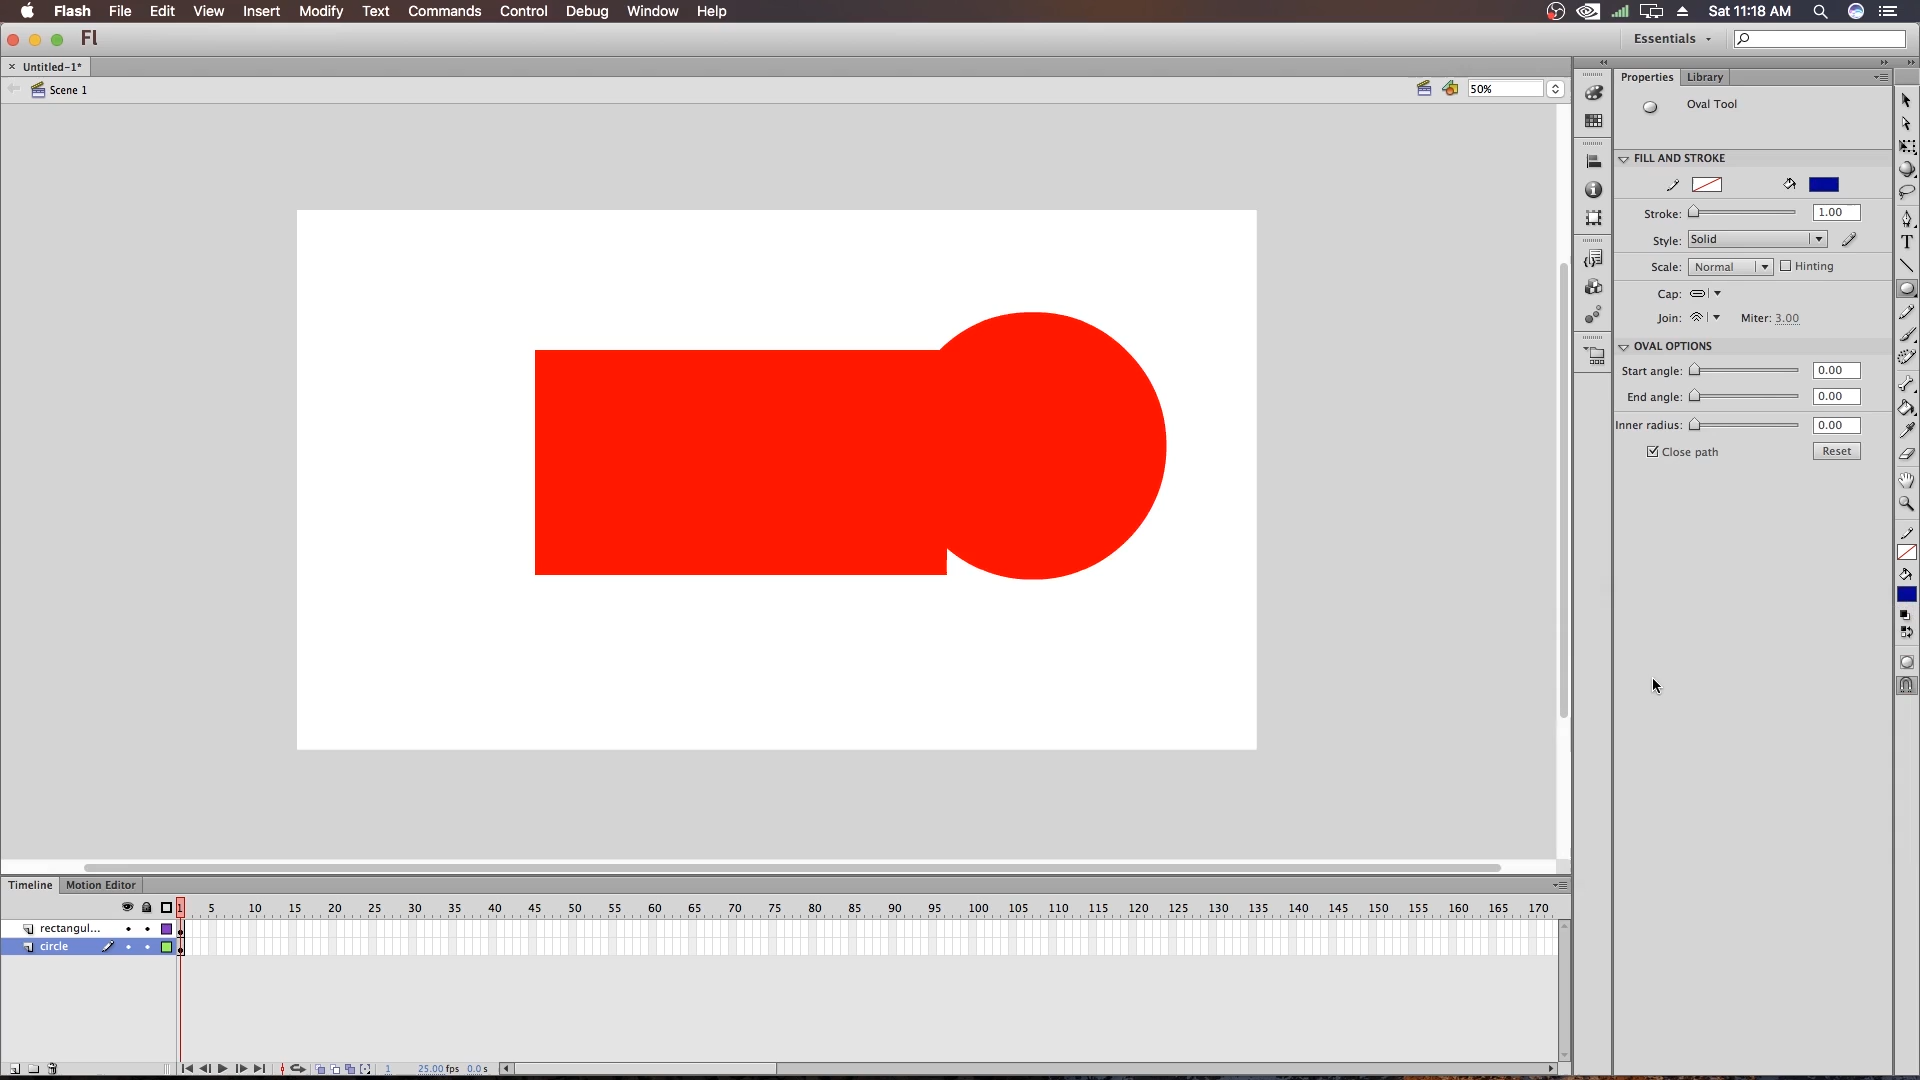 Flash File Edit View Insert Modify Text Commands Control Debug Window Help Sat 11:18 AM
Fl Essentials
Untitled-1*
Scene 1 50%
Properties Library
Oval Tool
FILL AND STROKE
Stroke: 1.00
Style: Solid
Scale: Normal Hinting
Cap:
Join: Miter: 3.00
OVAL OPTIONS
Start angle: 0.00
End angle: 0.00
Inner radius: 0.00
Close path Reset
Timeline Motion Editor
1 5 10 15 20 25 30 35 40 45 50 55 60 65 70 75 80 85 90 95 100 105 110 115 120 125 130 135 140 145 150 155 160 165 170
rectangul...
circle
1 25.00 fps 0.0 s